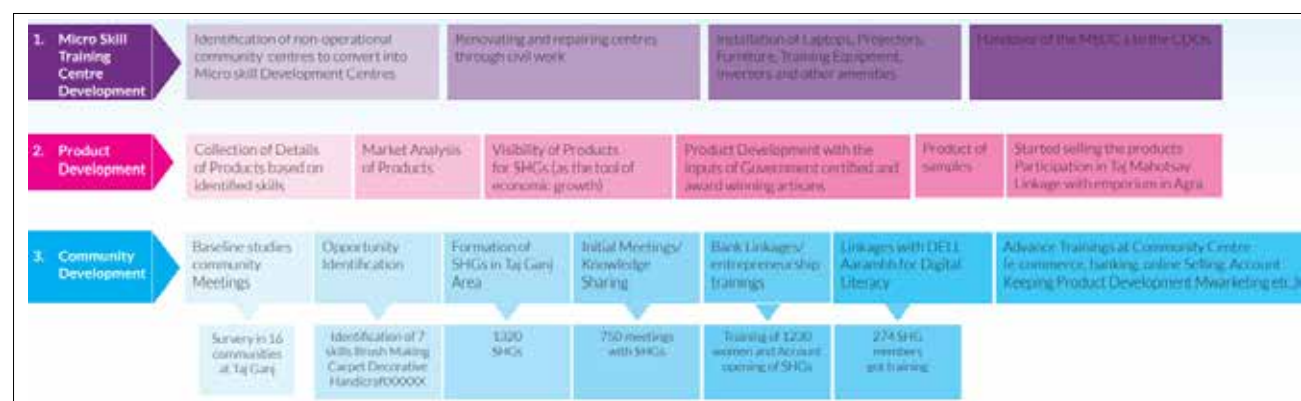 1. Micro Skill
Training
Centre
Development
Identification of non-operational
community centres to convert into
Micro skill Development Centres
Renovating and repairing centres
through civil work
Installation of Laptops, Projectors,
Furniture, Training Equipment,
Inverters and other amenities
Handover of the MSDC's to the CDOs
2. Product
Development
Collection of Details
of Products based on
identified skills
Market Analysis
of Products
Visibility of Products
for SHGs (as the tool of
economic growth)
Product Development with the
inputs of Government certified and
award winning artisans
Product of
samples
Started selling the products
Participation in Taj Mahotsav
Linkage with emporium in Agra
3. Community
Development
Baseline studies
community
Meetings
Opportunity
Identification
Formation of
SHGs in Taj Ganj
Area
Initial Meetings/
Knowledge
Sharing
Bank Linkages/
entrepreneurship
trainings
Linkages with DELL
Aarambh for Digital
Literacy
Advance Trainings at Community Centre
(e commerce, banking, online Selling, Account
Keeping Product Development Mwarketing etc.,)
Survery in 16
communities
at Taj Ganj
Identification of 7
skills Brush Making
Carpet Decorative
HandicraftXXXXX
1320
SHGs
750 meetings
with SHGs
Training of 1230
women and Account
opening of SHGs
274 SHG
members
got training